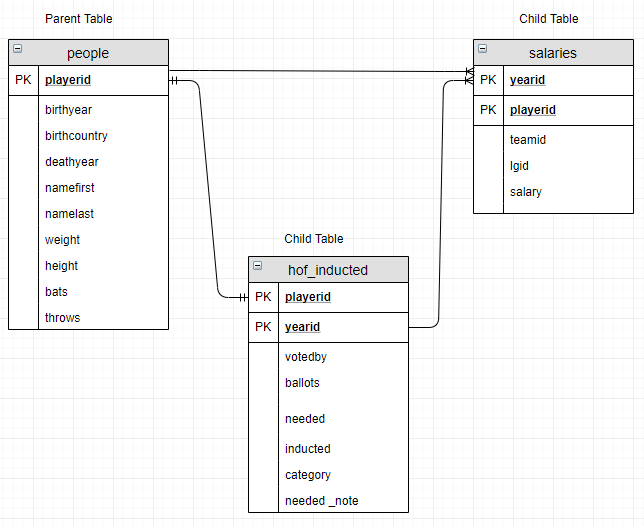 Parent Table
people
PK playerid
birthyear
birthcountry
deathyear
namefirst
namelast
weight
height
bats
throws
Child Table
salaries
PK yearid
PK playerid
teamid
lgid
salary
Child Table
hof_inducted
PK playerid
PK yearid
votedby
ballots
needed
inducted
category
needed _note